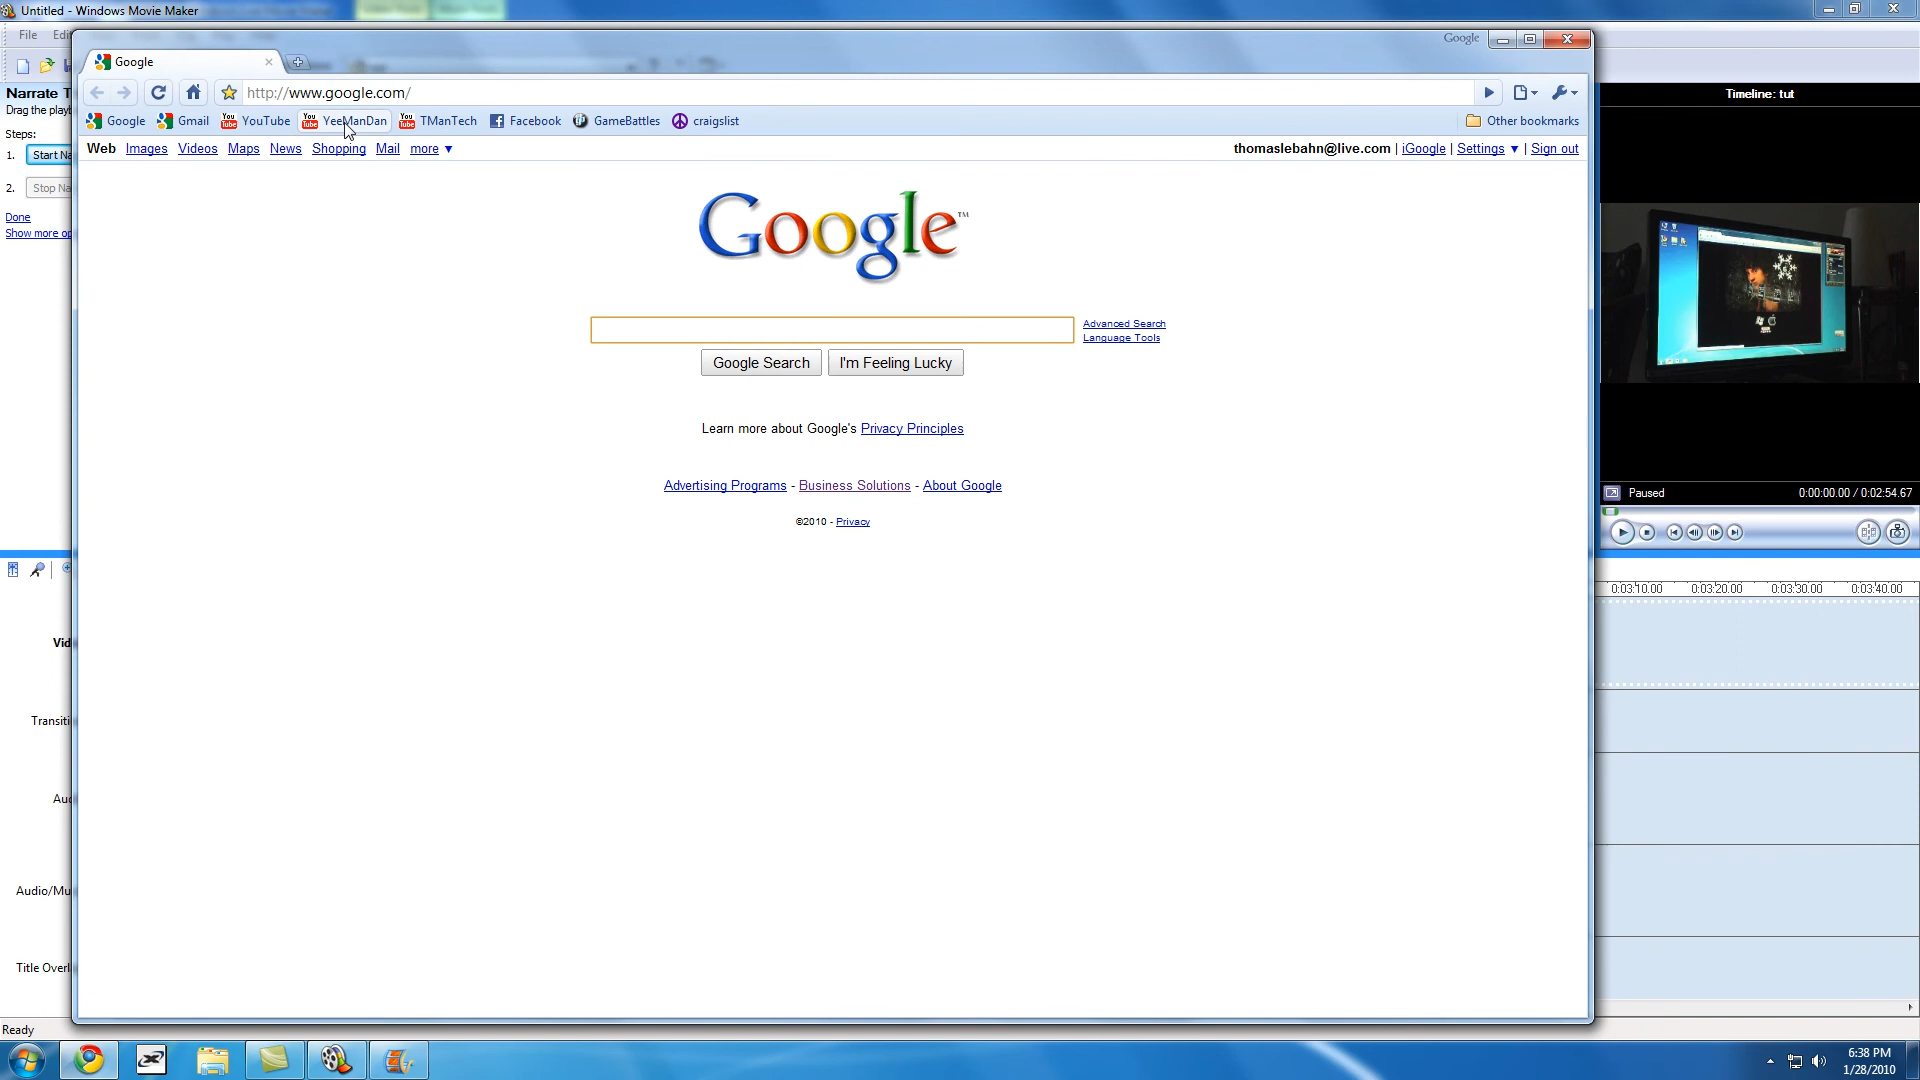 Untitled - Windows Movie Maker
File Edi
Google
Google
http://www.google.com/
Google Gmail YouTube YeeManDan TManTech Facebook GameBattles craigslist Other bookmarks
Web Images Videos Maps News Shopping Mail more ▼
thomaslebahn@live.com | iGoogle | Settings ▼ | Sign out
Narrate T
Drag the playb
Steps:
1. Start Na
2. Stop Na
Done
Show more op
Google™
Advanced Search
Language Tools
Google Search I'm Feeling Lucky
Learn more about Google's Privacy Principles
Advertising Programs - Business Solutions - About Google
©2010 - Privacy
Timeline: tut
Paused 0:00:00.00 / 0:02:54.67
0:03:10.00 0:03:20.00 0:03:30.00 0:03:40.00
Vid
Transiti
Aud
Audio/Mu
Title Overl
Ready
6:38 PM
1/28/2010